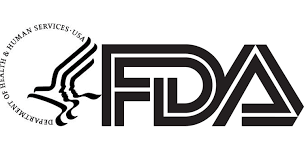 DEPARTMENT OF HEALTH & HUMAN SERVICES·USA
FDA